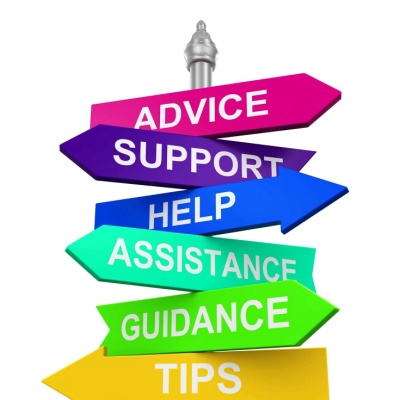 ADVICE
SUPPORT
HELP
ASSISTANCE
GUIDANCE
TIPS